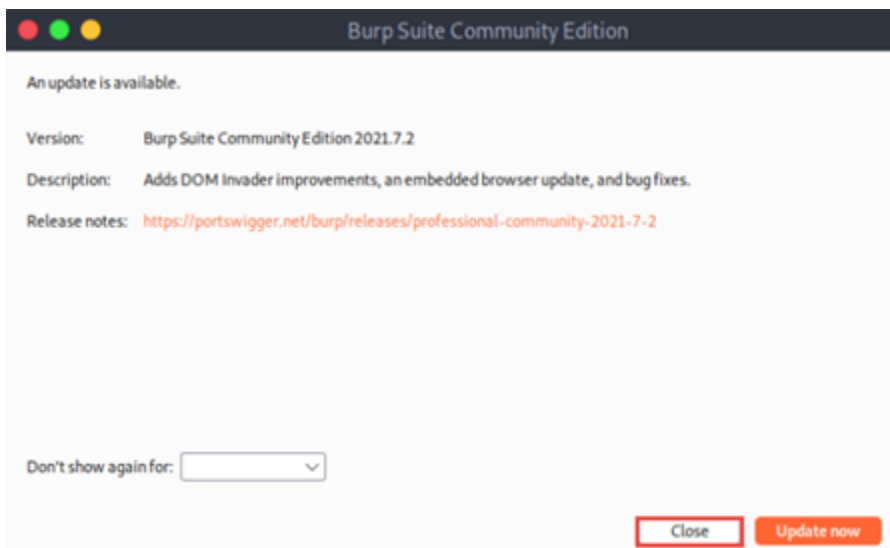 Burp Suite Community Edition
An update is available.
Version: Burp Suite Community Edition 2021.7.2
Description: Adds DOM Invader improvements, an embedded browser update, and bug fixes.
Release notes: https://portswigger.net/burp/releases/professional-community-2021-7-2
Don't show again for:
Close Update now